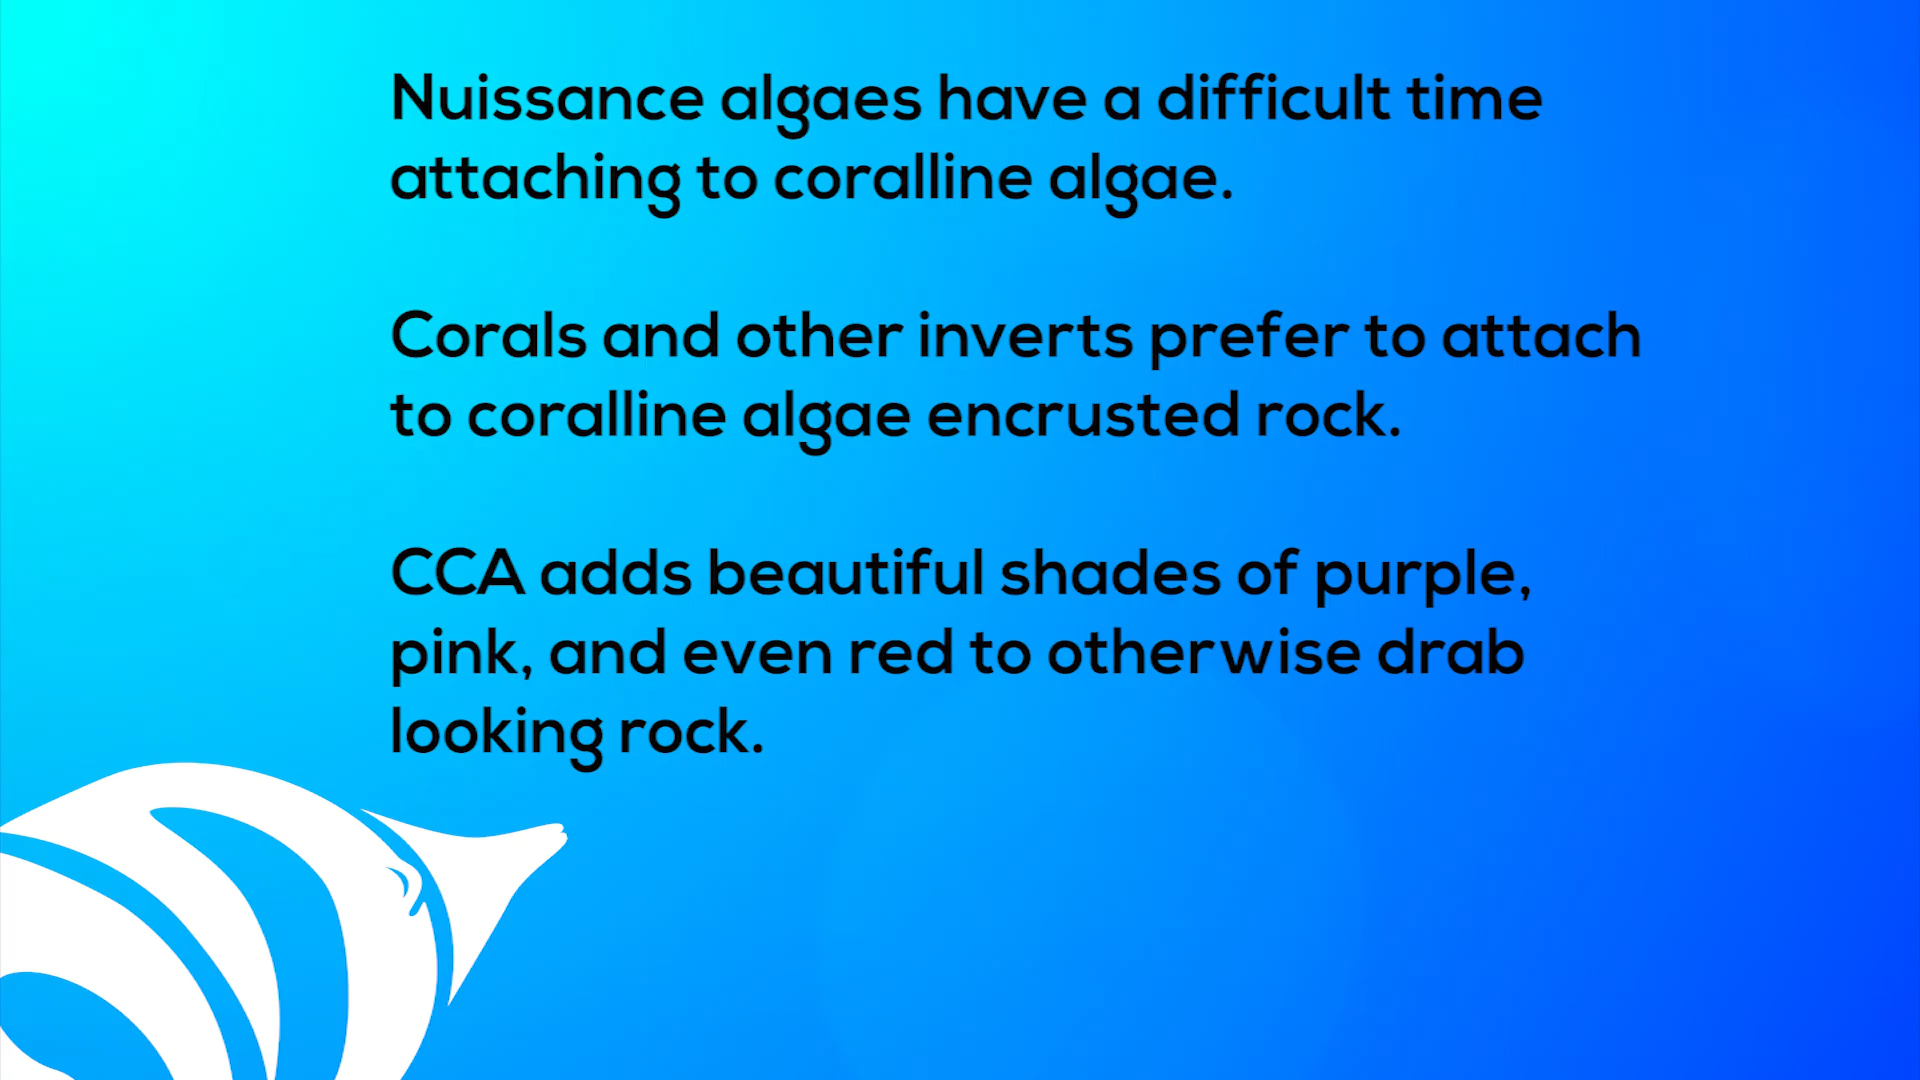 Nuissance algaes have a difficult time
attaching to coralline algae.
Corals and other inverts prefer to attach
to coralline algae encrusted rock.
CCA adds beautiful shades of purple,
pink, and even red to otherwise drab
looking rock.